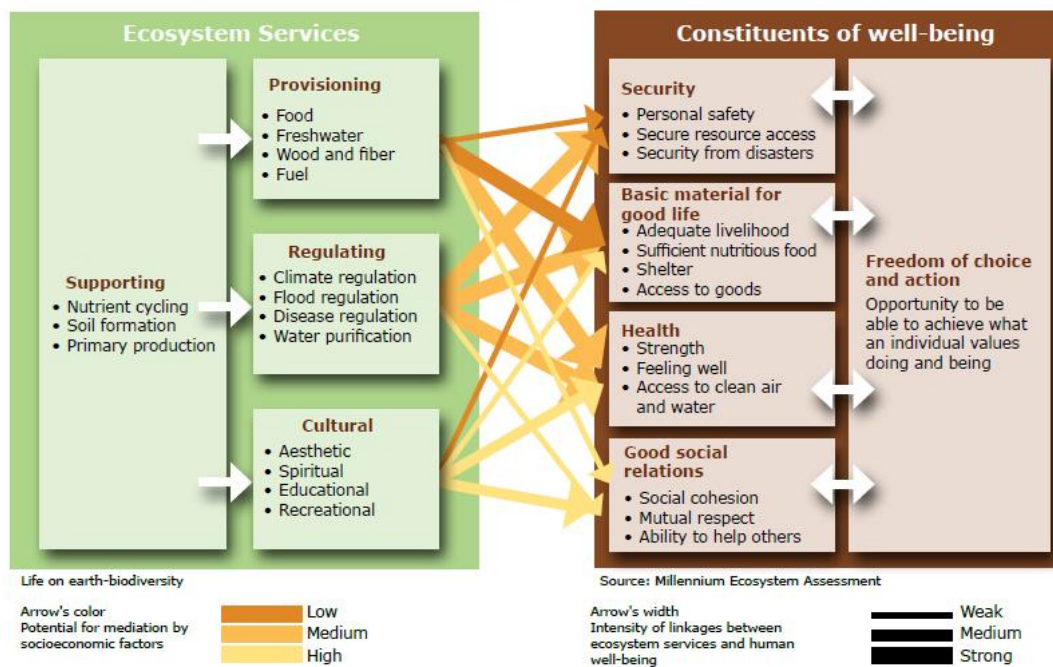 Ecosystem Services
Supporting
• Nutrient cycling
• Soil formation
• Primary production
Provisioning
• Food
• Freshwater
• Wood and fiber
• Fuel
Regulating
• Climate regulation
• Flood regulation
• Disease regulation
• Water purification
Cultural
• Aesthetic
• Spiritual
• Educational
• Recreational
Constituents of well-being
Security
• Personal safety
• Secure resource access
• Security from disasters
Basic material for
good life
• Adequate livelihood
• Sufficient nutritious food
• Shelter
• Access to goods
Health
• Strength
• Feeling well
• Access to clean air
and water
Good social
relations
• Social cohesion
• Mutual respect
• Ability to help others
Freedom of choice
and action
Opportunity to be
able to achieve what
an individual values
doing and being
Life on earth-biodiversity
Source: Millennium Ecosystem Assessment
Arrow's color
Potential for mediation by
socioeconomic factors
Low
Medium
High
Arrow's width
Intensity of linkages between
ecosystem services and human
well-being
Weak
Medium
Strong